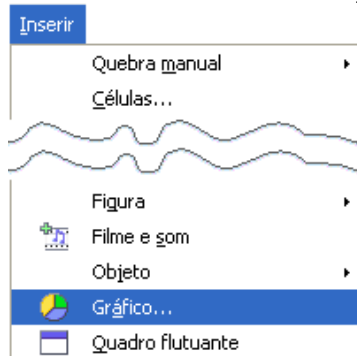 Inserir
Quebra manual
Células...
Figura
Filme e som
Objeto
Gráfico...
Quadro flutuante